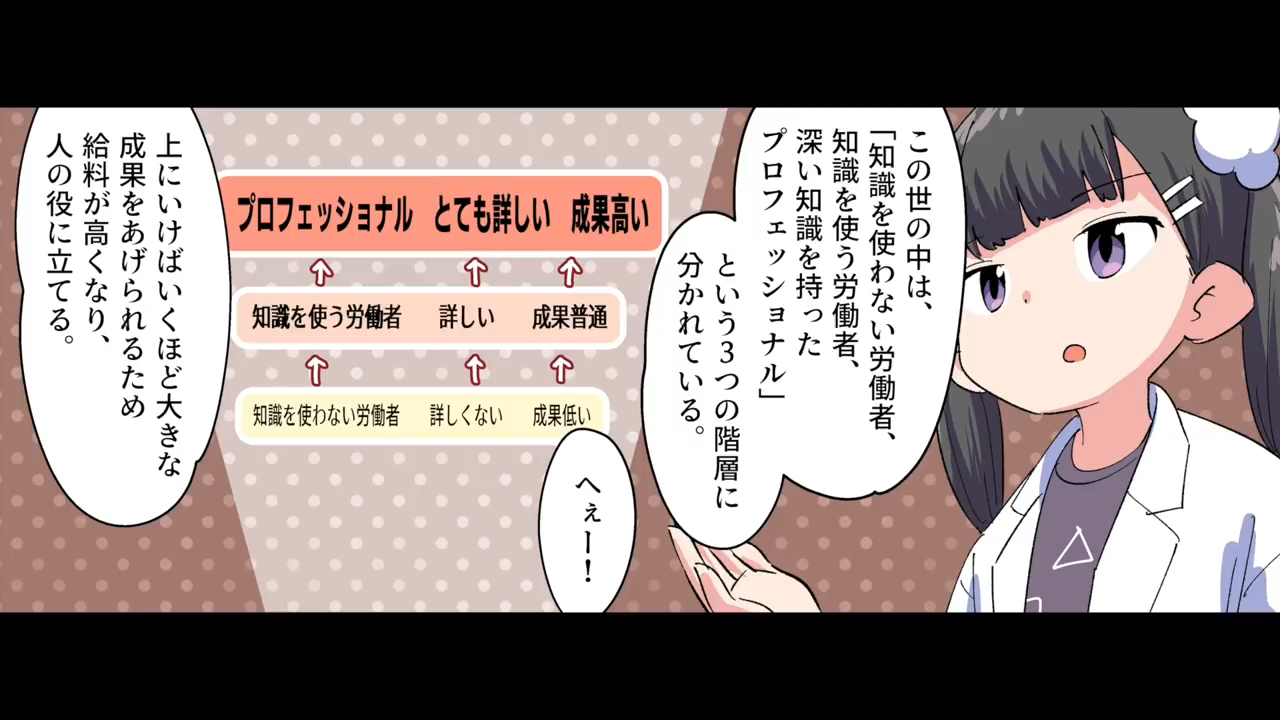 この世の中は、
「知識を使わない労働者、
知識を使う労働者、
深い知識を持った
プロフェッショナル」
という3つの階層に
分かれている。
プロフェッショナル とても詳しい 成果高い
知識を使う労働者 詳しい 成果普通
知識を使わない労働者 詳しくない 成果低い
へぇー!
上にいけばいくほど大きな
成果をあげられるため
給料が高くなり、
人の役に立てる。